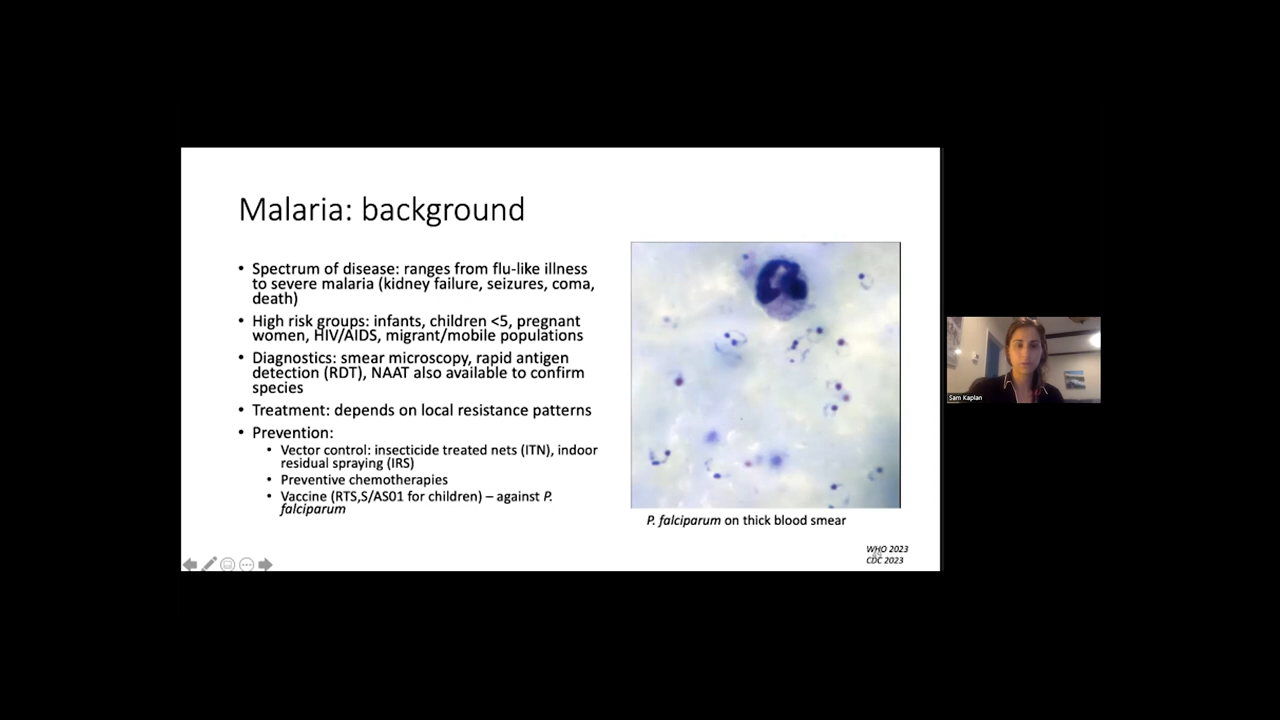 Malaria: background
• Spectrum of disease: ranges from flu-like illness
to severe malaria (kidney failure, seizures, coma,
death)
• High risk groups: infants, children <5, pregnant
women, HIV/AIDS, migrant/mobile populations
• Diagnostics: smear microscopy, rapid antigen
detection (RDT), NAAT also available to confirm
species
• Treatment: depends on local resistance patterns
• Prevention:
• Vector control: insecticide treated nets (ITN), indoor
residual spraying (IRS)
• Preventive chemotherapies
• Vaccine (RTS,S/AS01 for children) – against P.
falciparum
P. falciparum on thick blood smear
WHO 2023
CDC 2023
Sam Kaplan